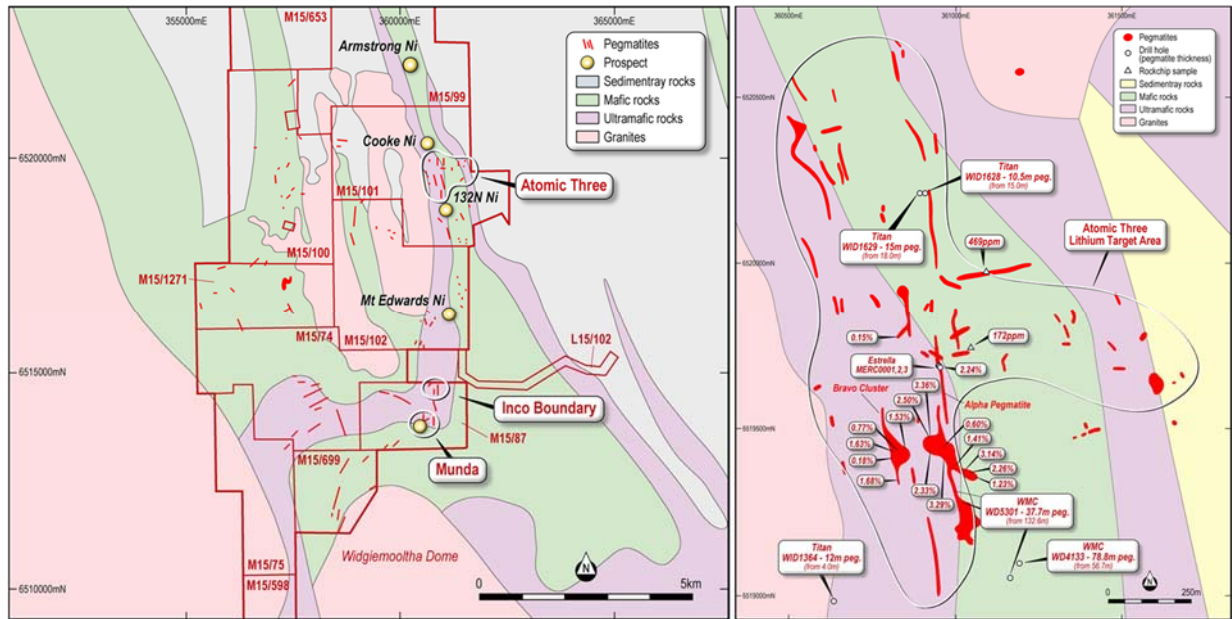 355000mE
360000mE
365000mE
M15/653
Armstrong Ni
Pegmatites
Prospect
Sedimentray rocks
Mafic rocks
Ultramafic rocks
Granites
M15/99
Cooke Ni
6520000mN
Atomic Three
M15/101
132N Ni
M15/100
M15/1271
Mt Edwards Ni
L15/102
M15/74
M15/102
6515000mN
Inco Boundary
M15/87
M15/699
Munda
Widgiemooltha Dome
N
M15/75
M15/598
0
5km
6510000mN
360500mE
361000mE
361500mE
Pegmatites
Drill hole
(pegmatite thickness)
Rockchip sample
Sedimentray rocks
Mafic rocks
Ultramafic rocks
Granites
6520500mN
Titan
WID1628 - 10.5m peg.
(from 15.0m)
Titan
WID1629 - 15m peg.
(from 18.0m)
469ppm
Atomic Three
Lithium Target Area
6520000mN
0.15%
172ppm
Estrella
MERC0001,2,3
2.24%
3.36%
Bravo Cluster
2.50%
Alpha Pegmatite
1.53%
6519500mN
0.77%
0.60%
1.63%
1.41%
0.18%
3.14%
2.26%
1.68%
2.33%
1.23%
3.29%
WMC
WD5301 - 37.7m peg.
(from 132.6m)
Titan
WID1364 - 12m peg.
(from 4.0m)
WMC
WD4133 - 78.8m peg.
(from 56.7m)
N
6519000mN
0
250m